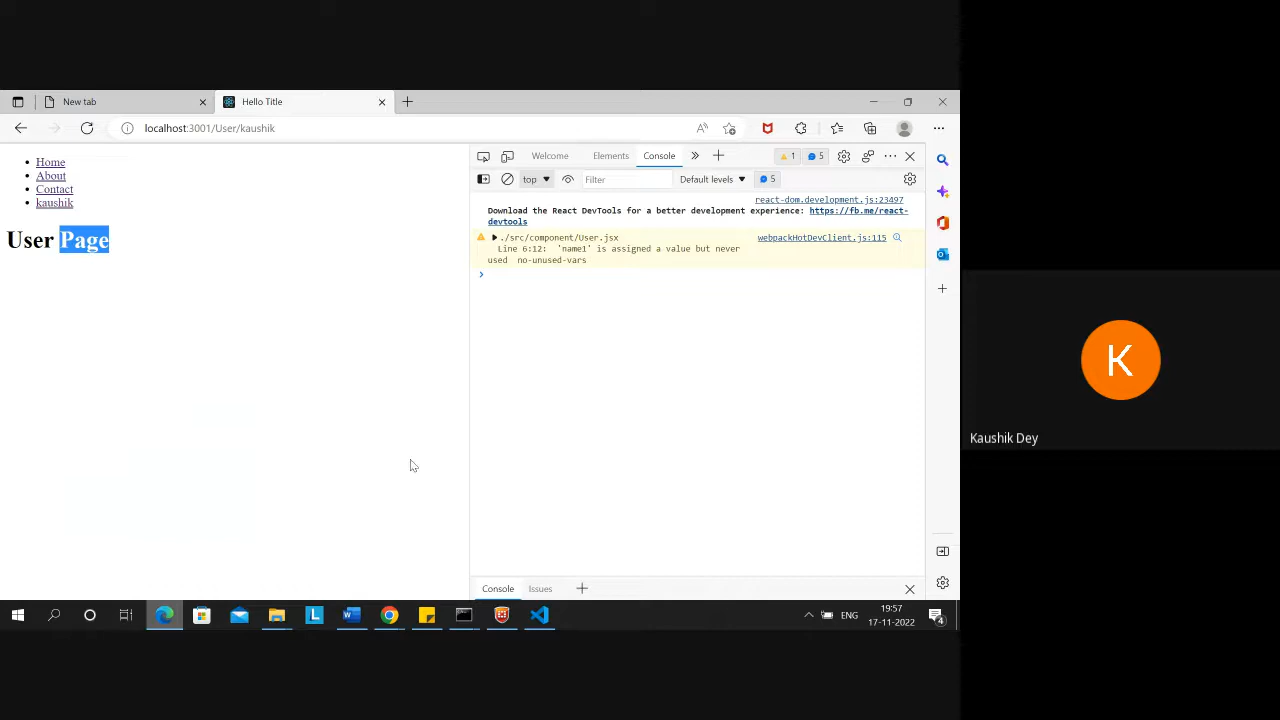 New tab
Hello Title
localhost:3001/User/kaushik
Home
About
Contact
kaushik
User Page
Welcome
Elements
Console
1
5
top
Filter
Default levels
5
react-dom.development.js:23497
Download the React DevTools for a better development experience: https://fb.me/react-
devtools
./src/component/User.jsx
webpackHotDevClient.js:115
Line 6:12: 'name1' is assigned a value but never
used no-unused-vars
Console
Issues
ENG
19:57
17-11-2022
4
K
Kaushik Dey